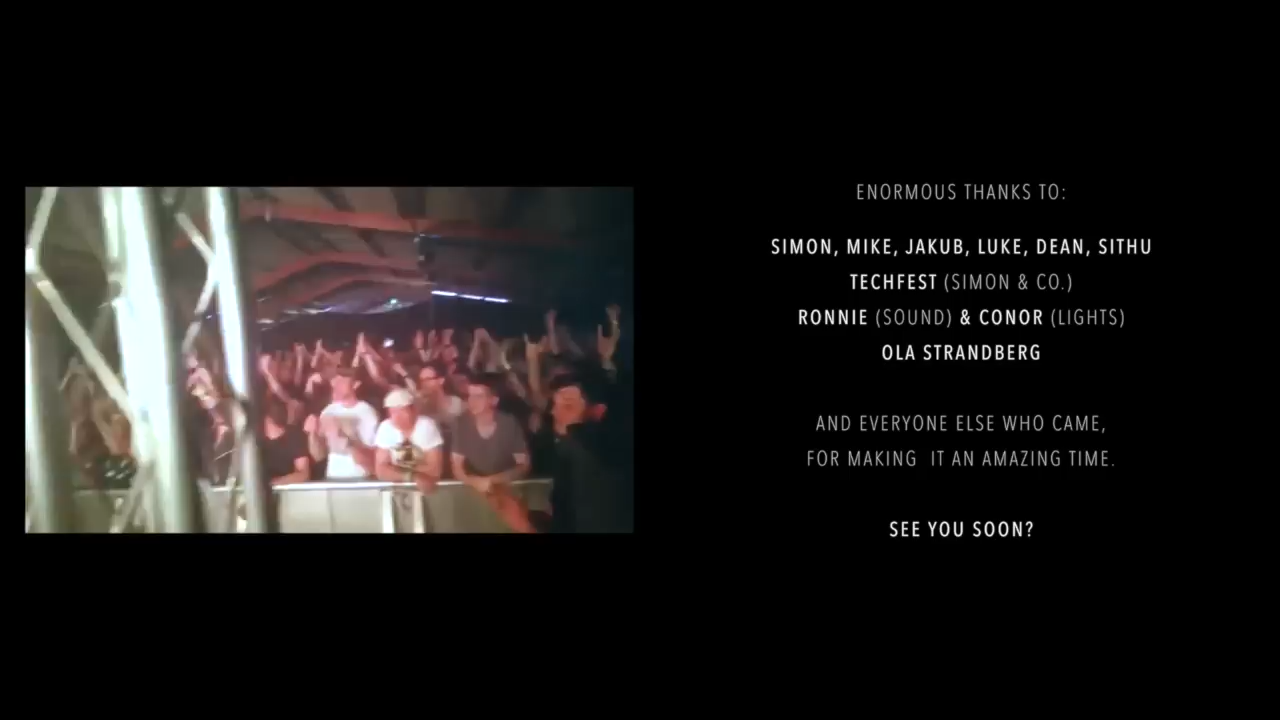 ENORMOUS THANKS TO:
SIMON, MIKE, JAKUB, LUKE, DEAN, SITHU
TECHFEST (SIMON & CO.)
RONNIE (SOUND) & CONOR (LIGHTS)
OLA STRANDBERG
AND EVERYONE ELSE WHO CAME,
FOR MAKING IT AN AMAZING TIME.
SEE YOU SOON?